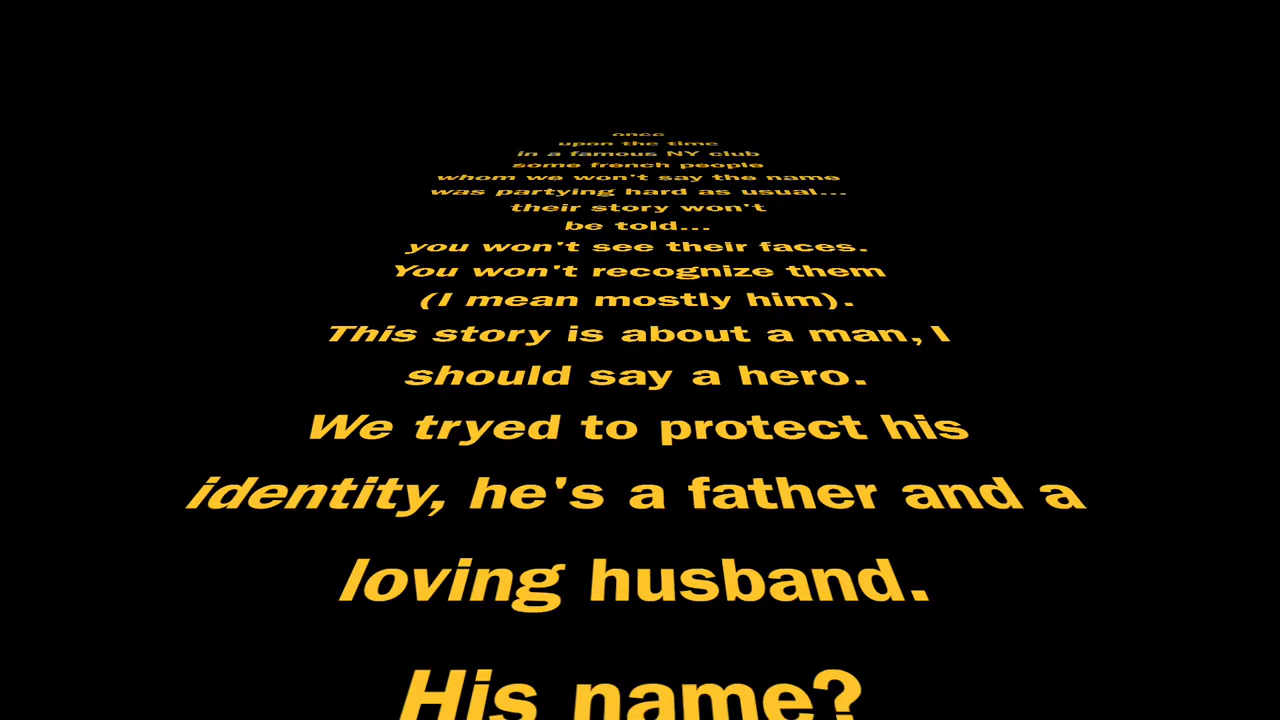 once
upon the time
in a famous NY club
some french people
whom we won't say the name
was partying hard as usual...
their story won't
be told...
you won't see their faces.
You won't recognize them
(I mean mostly him).
This story is about a man, I
should say a hero.
We tryed to protect his
identity, he's a father and a
loving husband.
His name?